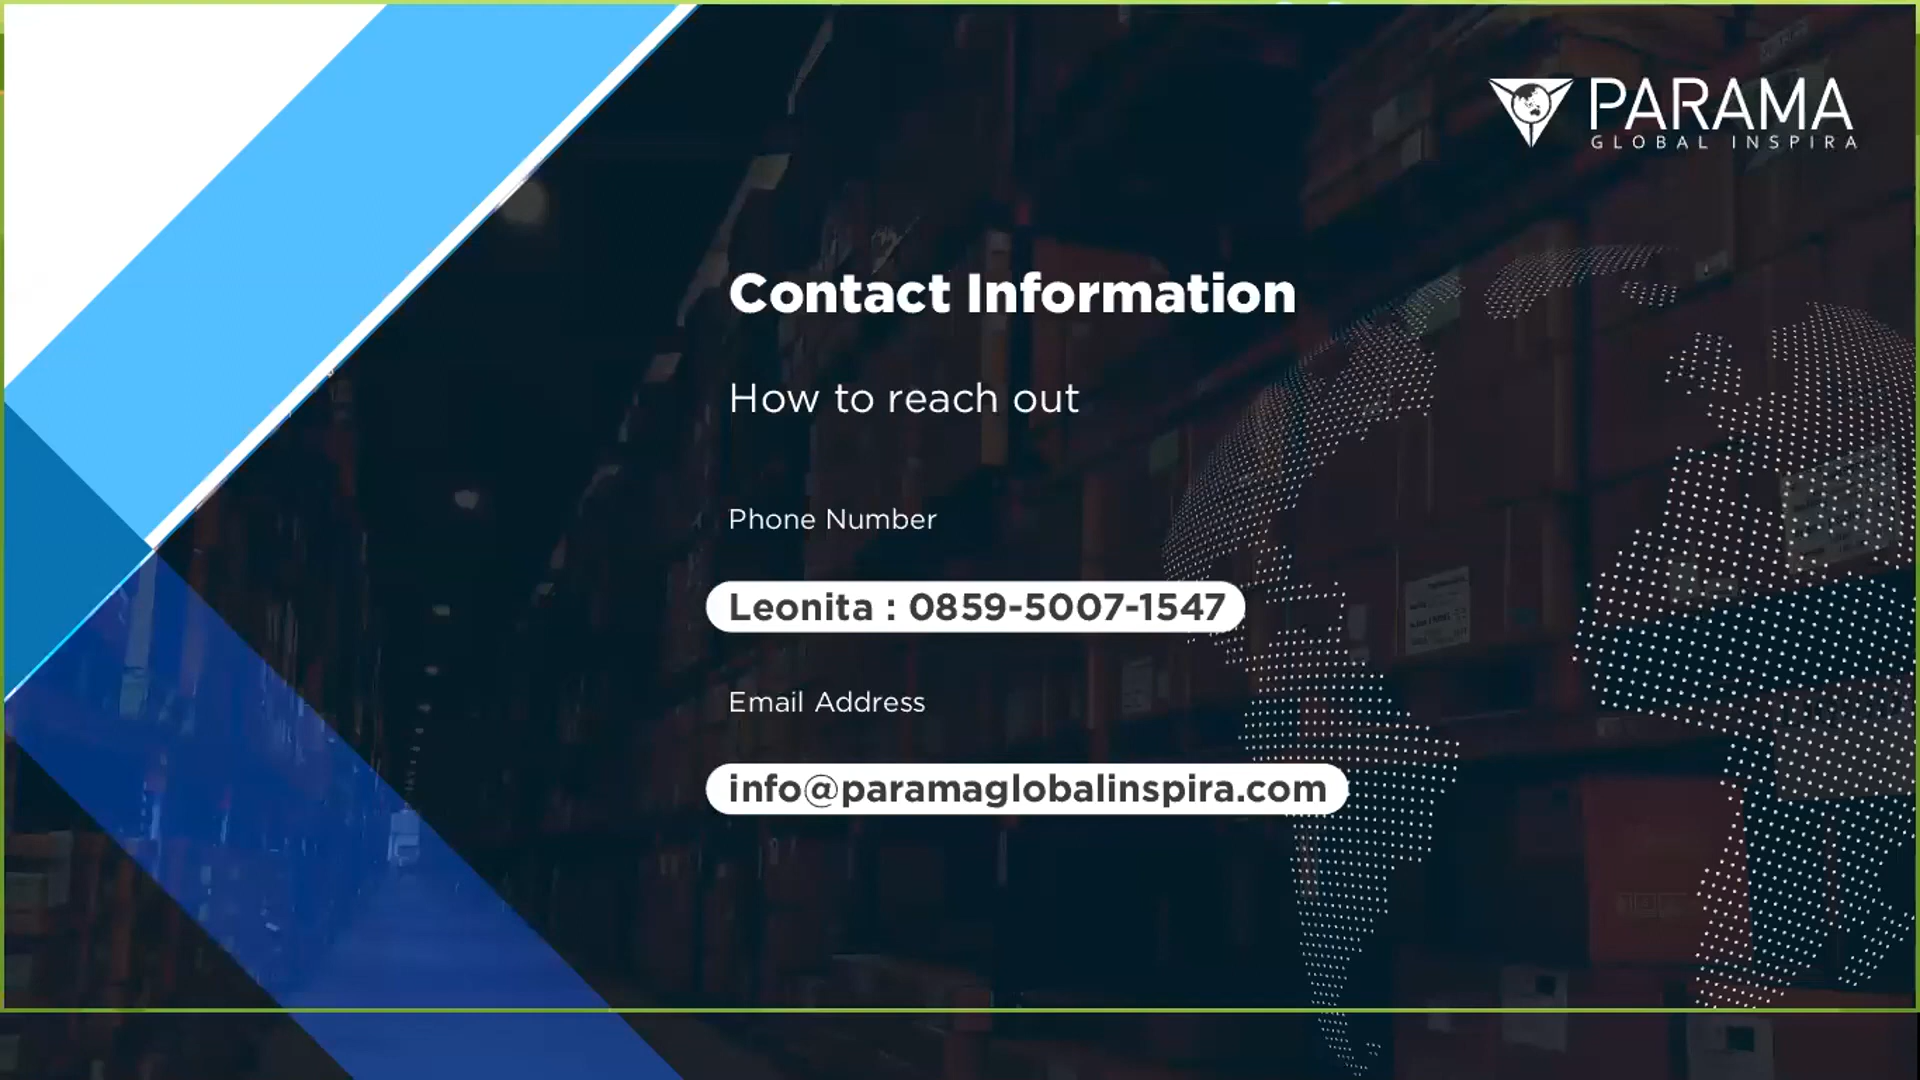 PARAMA
GLOBAL INSPIRA
Contact Information
How to reach out
Phone Number
Leonita : 0859-5007-1547
Email Address
info@paramaglobalinspira.com